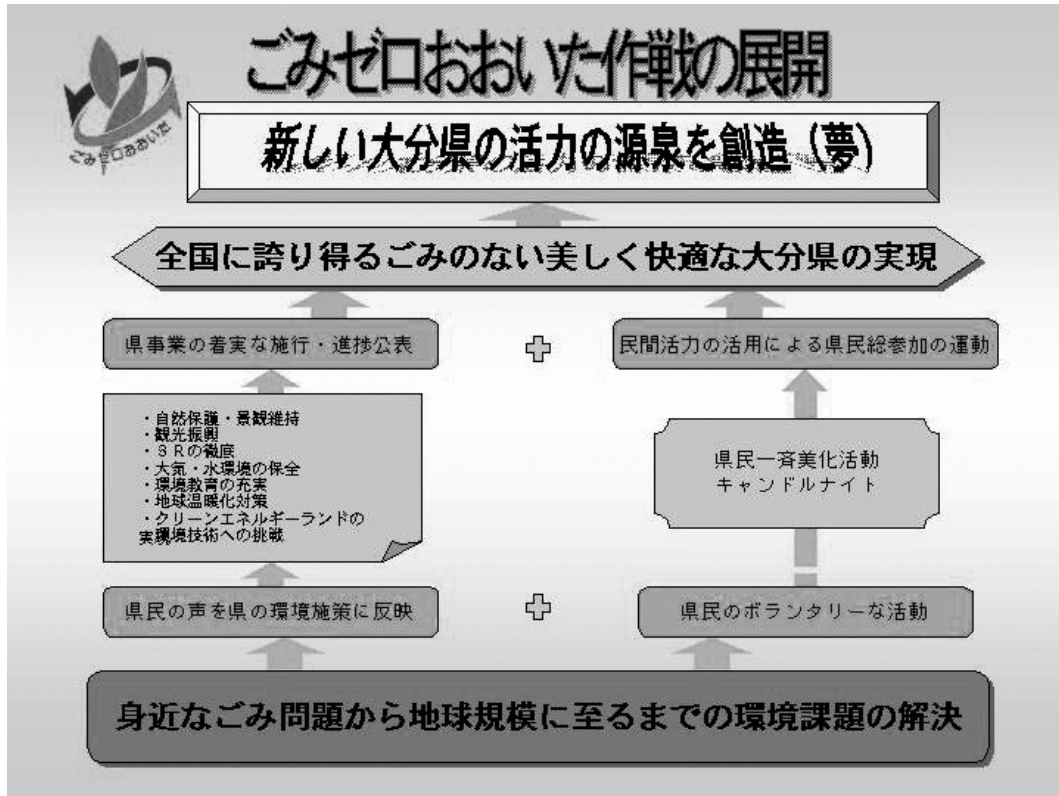 ごみゼロおおいた作戦の展開
ごみゼロおおいた
新しい大分県の活力の源泉を創造（夢）
全国に誇り得るごみのない美しく快適な大分県の実現
県事業の着実な施行・進捗公表
民間活力の活用による県民総参加の運動
・自然保護・景観維持
・観光振興
・３Ｒの徹底
・大気・水環境の保全
・環境教育の充実
・地球温暖化対策
・クリーンエネルギーランドの
実現
環境技術への挑戦
県民一斉美化活動
キャンドルナイト
県民の声を県の環境施策に反映
県民のボランタリーな活動
身近なごみ問題から地球規模に至るまでの環境課題の解決